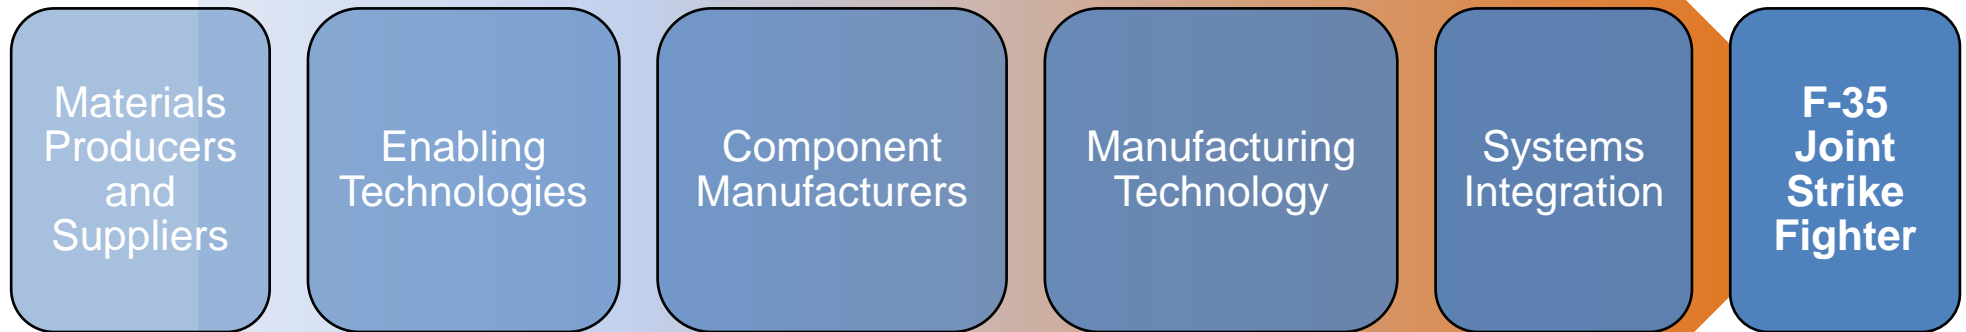 Materials
Producers
and
Suppliers
Enabling
Technologies
Component
Manufacturers
Manufacturing
Technology
Systems
Integration
F-35
Joint
Strike
Fighter